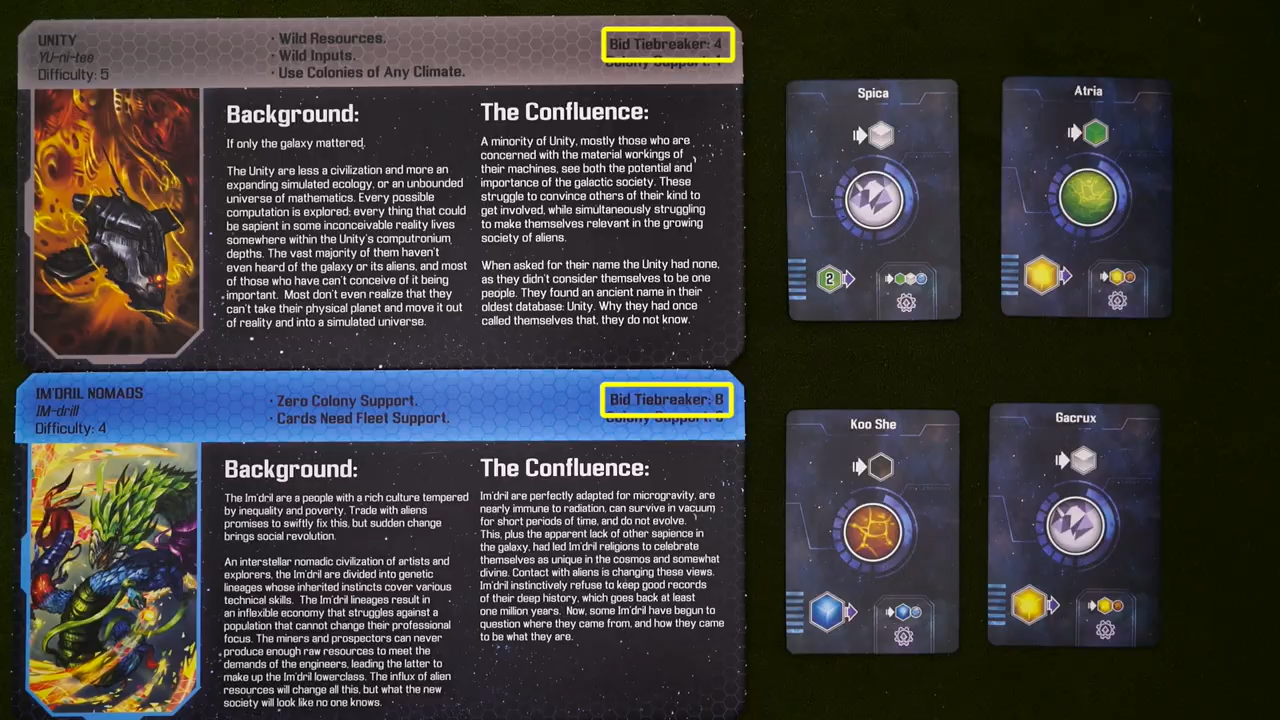 UNITY
YU-ni-tee
Difficulty: 5
• Wild Resources.
• Wild Inputs.
• Use Colonies of Any Climate.
Bid Tiebreaker: 4
Background:
If only the galaxy mattered.
The Unity are less a civilization and more an
expanding simulated ecology, or an unbounded
universe of mathematics. Every possible
computation is explored; every thing that could
be sapient in some inconceivable reality lives
somewhere within the Unity's computronium
depths. The vast majority of them haven't
even heard of the galaxy or its aliens, and most
of those who have can't conceive of it being
important. Most don't even realize that they
can't take their physical planet and move it out
of reality and into a simulated universe.
The Confluence:
A minority of Unity, mostly those who are
concerned with the material workings of
their machines, see both the potential and
importance of the galactic society. These
struggle to convince others of their kind to
get involved, while simultaneously struggling
to make themselves relevant in the growing
society of aliens.
When asked for their name the Unity had none,
as they didn't consider themselves to be one
people. They found an ancient name in their
oldest database: Unity. Why they had once
called themselves that, they do not know.
Spica
2
Atria
IM'DRIL NOMADS
IM-drill
Difficulty: 4
• Zero Colony Support.
• Cards Need Fleet Support.
Bid Tiebreaker: 8
Background:
The Im'dril are a people with a rich culture tempered
by inequality and poverty. Trade with aliens
promises to swiftly fix this, but sudden change
brings social revolution.
An interstellar nomadic civilization of artists and
explorers, the Im'dril are divided into genetic
lineages whose inherited instincts cover various
technical skills. The Im'dril lineages result in
an inflexible economy that struggles against a
population that cannot change their professional
focus. The miners and prospectors can never
produce enough raw resources to meet the
demands of the engineers, leading the latter to
make up the Im'dril lowerclass. The influx of alien
resources will change all this, but what the new
society will look like no one knows.
The Confluence:
Im'dril are perfectly adapted for microgravity, are
nearly immune to radiation, can survive in vacuum
for short periods of time, and do not evolve.
This, plus the apparent lack of other sapience in
the galaxy, had led Im'dril religions to celebrate
themselves as unique in the cosmos and somewhat
divine. Contact with aliens is changing these views.
Im'dril instinctively refuse to keep good records
of their deep history, which goes back at least
one million years. Now, some Im'dril have begun to
question where they came from, and how they came
to be what they are.
Koo She
Gacrux